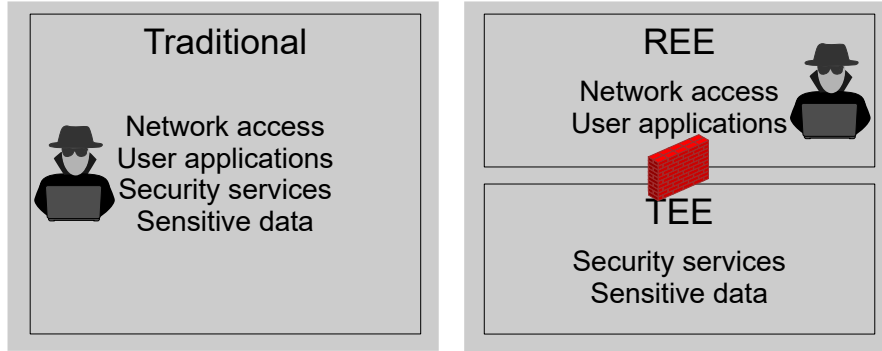 Traditional
Network access
User applications
Security services
Sensitive data
REE
Network access
User applications
TEE
Security services
Sensitive data